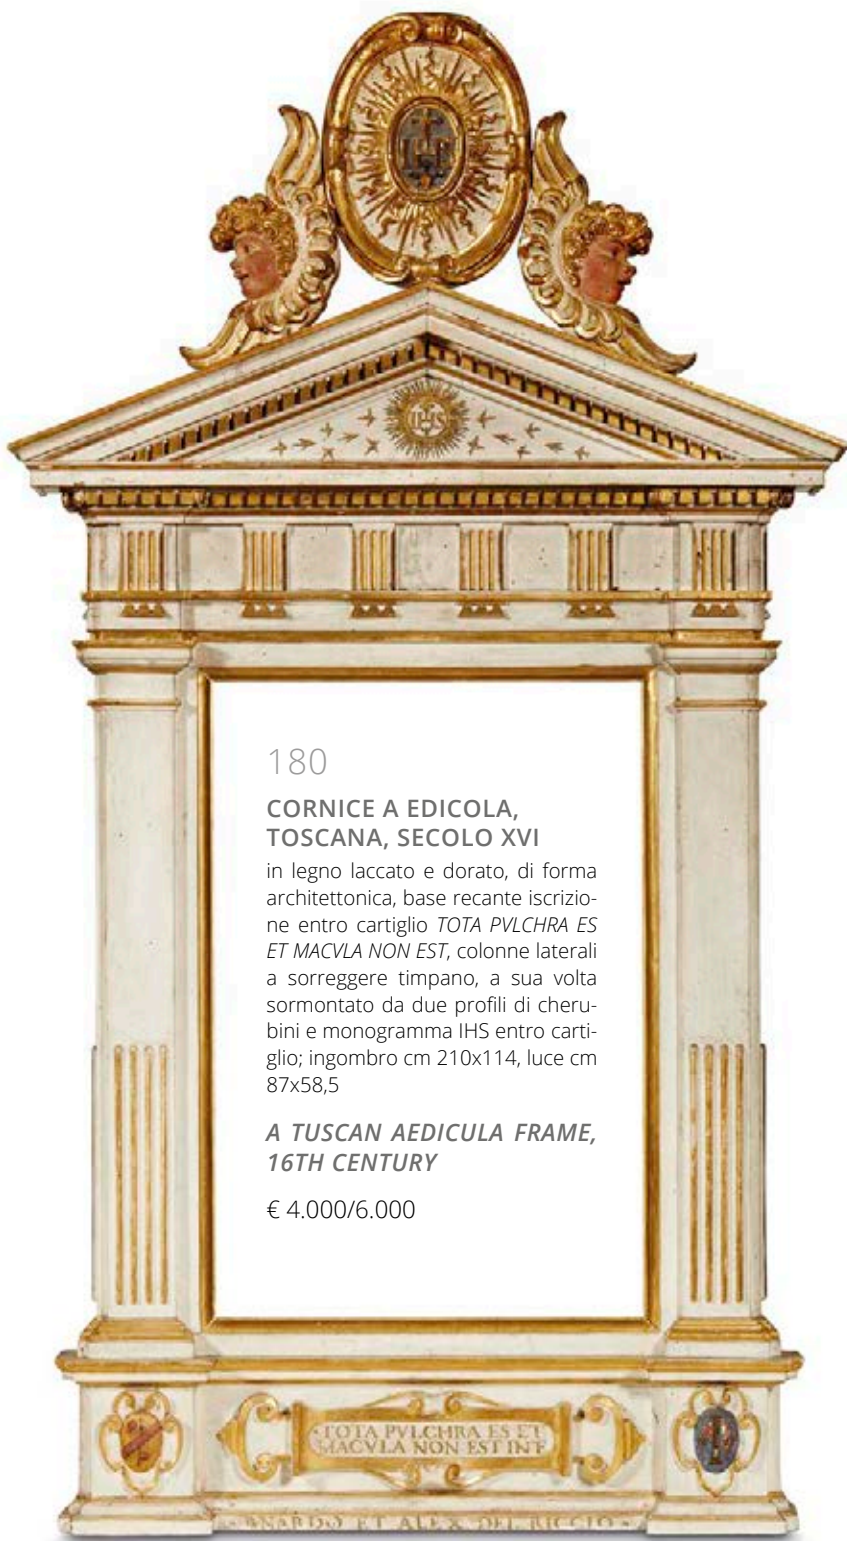 IHS
IHS
180
CORNICE A EDICOLA,
TOSCANA, SECOLO XVI
in legno laccato e dorato, di forma
architettonica, base recante iscrizio-
ne entro cartiglio TOTA PVLCHRA ES
ET MACVLA NON EST, colonne laterali
a sorreggere timpano, a sua volta
sormontato da due profili di cheru-
bini e monogramma IHS entro carti-
glio; ingombro cm 210x114, luce cm
87x58,5
A TUSCAN AEDICULA FRAME,
16TH CENTURY
€ 4.000/6.000
TOTA PVLCHRA ES ET
MACVLA NON EST INT
ET ALEX DEL RICCIO